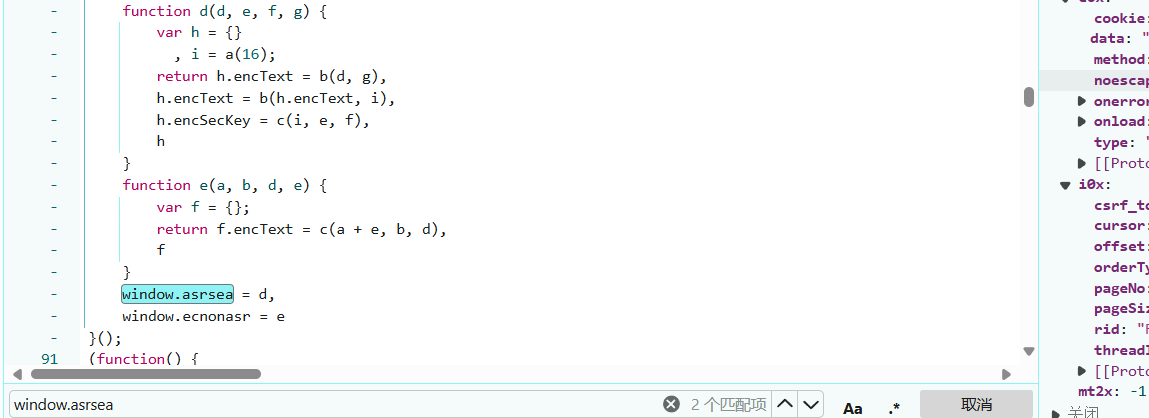 function d(d, e, f, g) {
var h = {}
, i = a(16);
return h.encText = b(d, g),
h.encText = b(h.encText, i),
h.encSecKey = c(i, e, f),
h
}
function e(a, b, d, e) {
var f = {};
return f.encText = c(a + e, b, d),
f
}
window.asrsea = d,
window.ecnonasr = e
}();
91 (function() {
window.asrsea
2 个匹配项
Aa
.*
取消
cookie:
data: "
method:
noescap
onerror
onload:
type: "
[[Proto
i0x:
csrf_to
cursor:
offset:
orderTy
pageNo:
pageSiz
rid: "
threadI
[[Proto
mt2x: -1
关闭